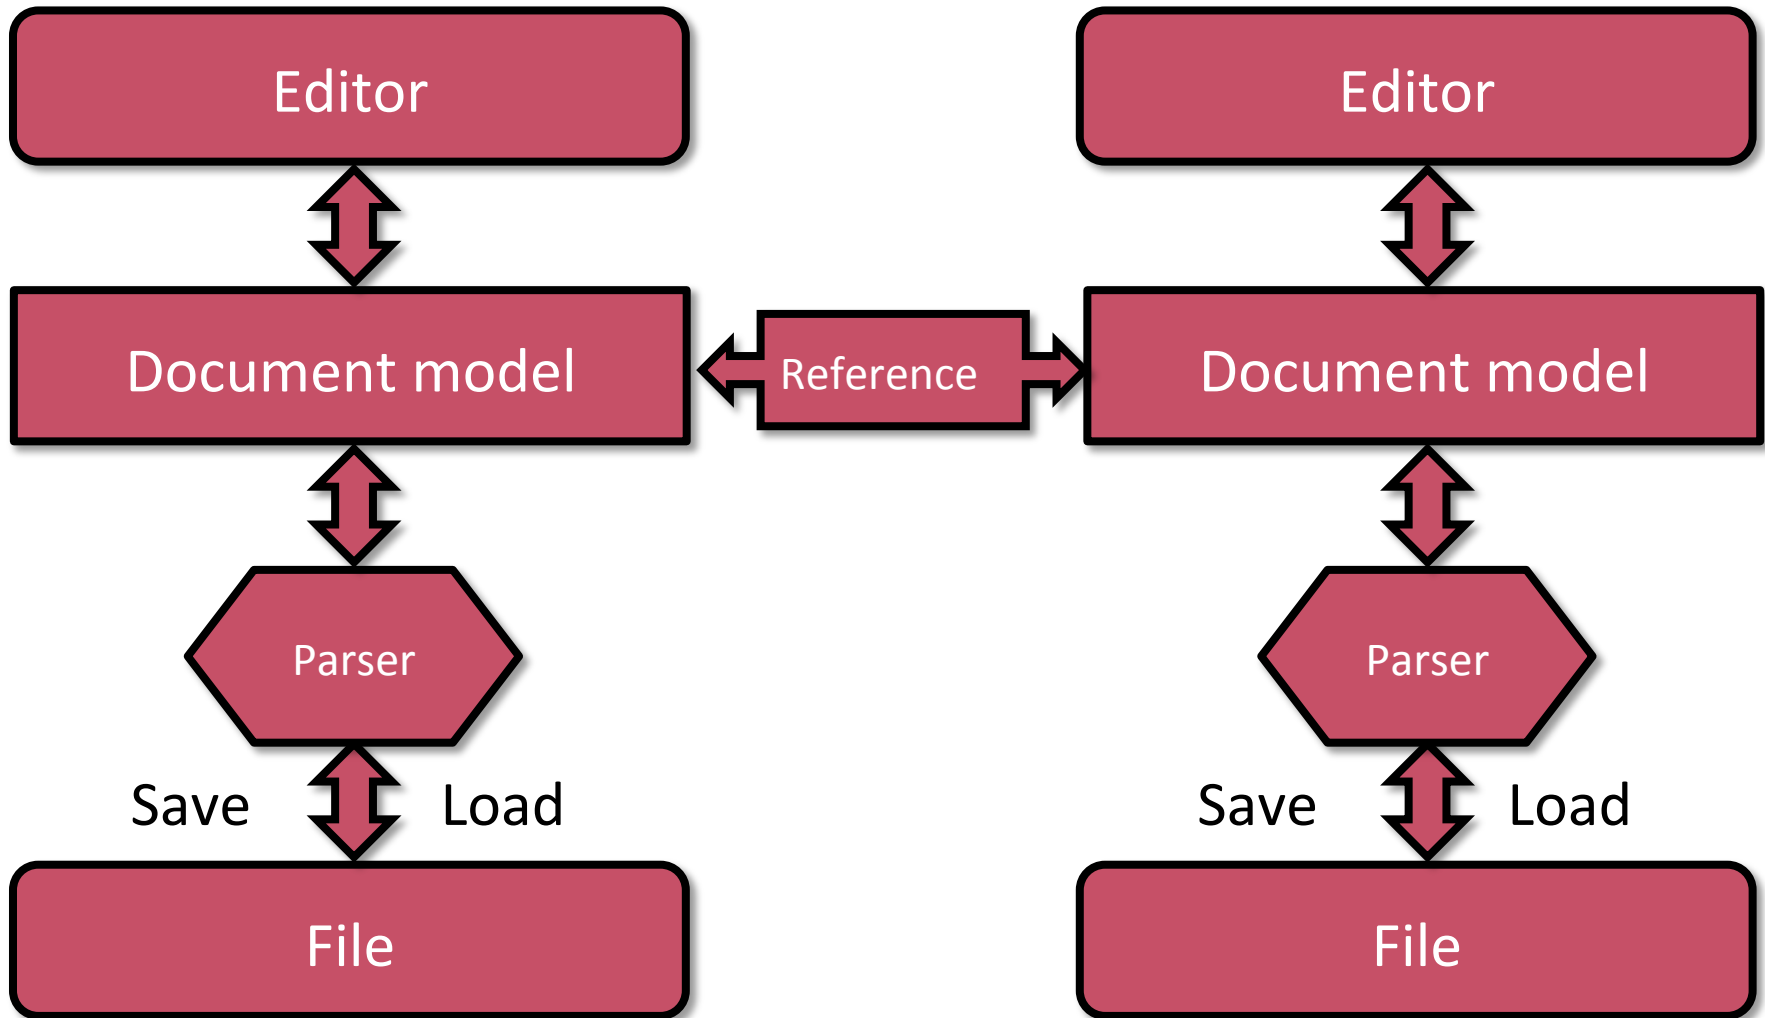 Editor
Editor
Document model
Reference
Document model
Parser
Parser
Save
Load
Save
Load
File
File